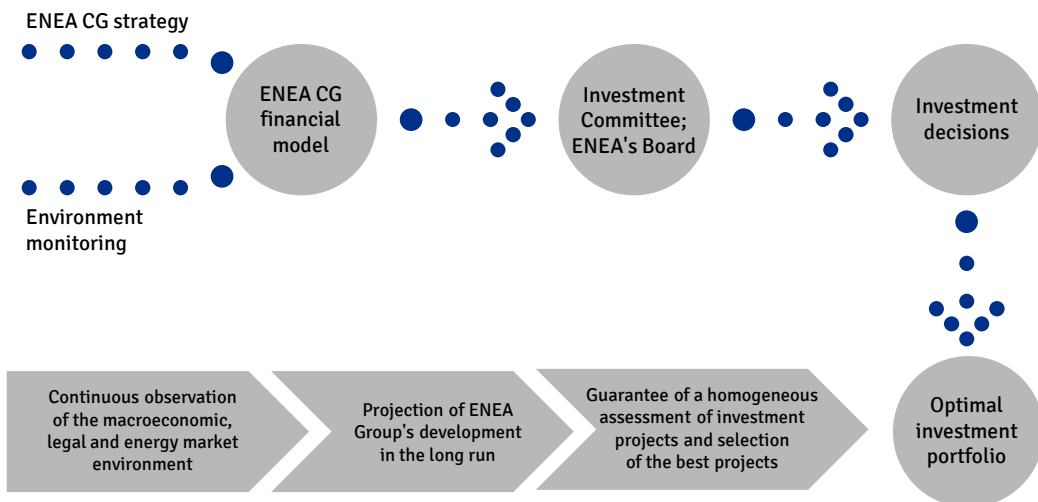 ENEA CG strategy
ENEA CG
financial
model
Investment
Committee;
ENEA's Board
Investment
decisions
Environment
monitoring
Continuous observation
of the macroeconomic,
legal and energy market
environment
Projection of ENEA
Group's development
in the long run
Guarantee of a homogeneous
assessment of investment
projects and selection
of the best projects
Optimal
investment
portfolio